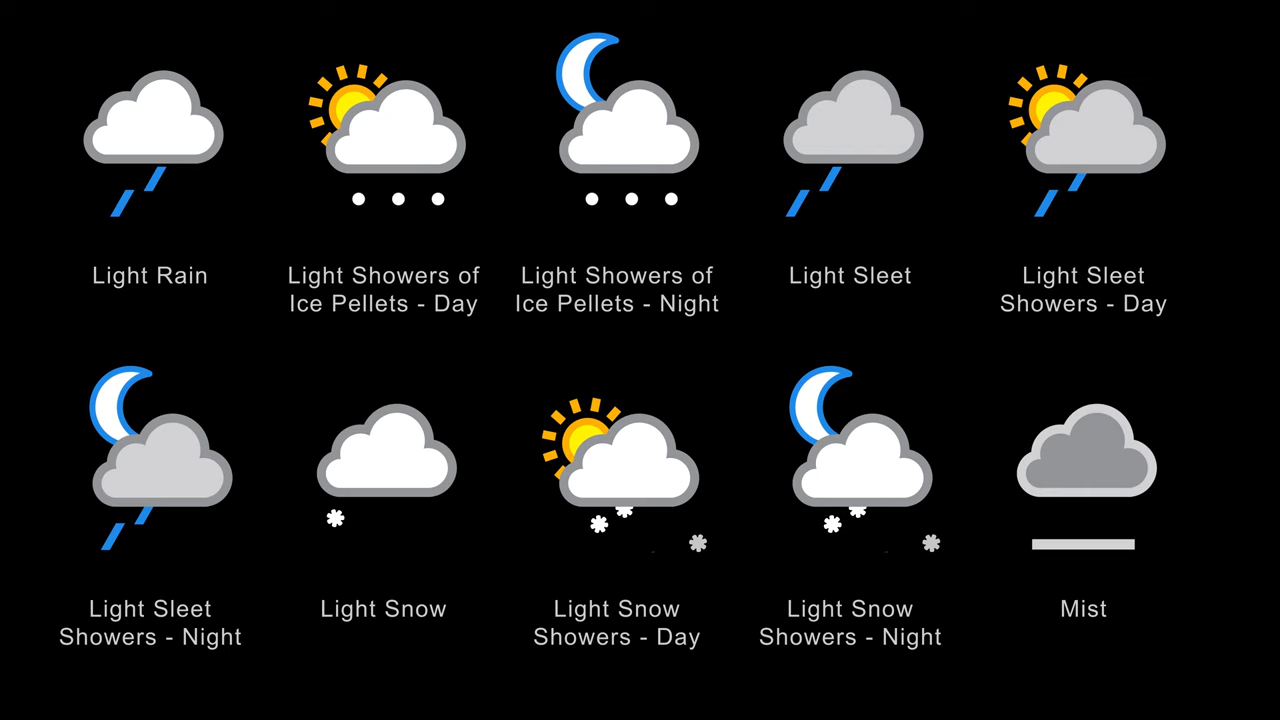 Light Rain
Light Showers of
Ice Pellets - Day
Light Showers of
Ice Pellets - Night
Light Sleet
Light Sleet
Showers - Day
Light Sleet
Showers - Night
Light Snow
Light Snow
Showers - Day
Light Snow
Showers - Night
Mist